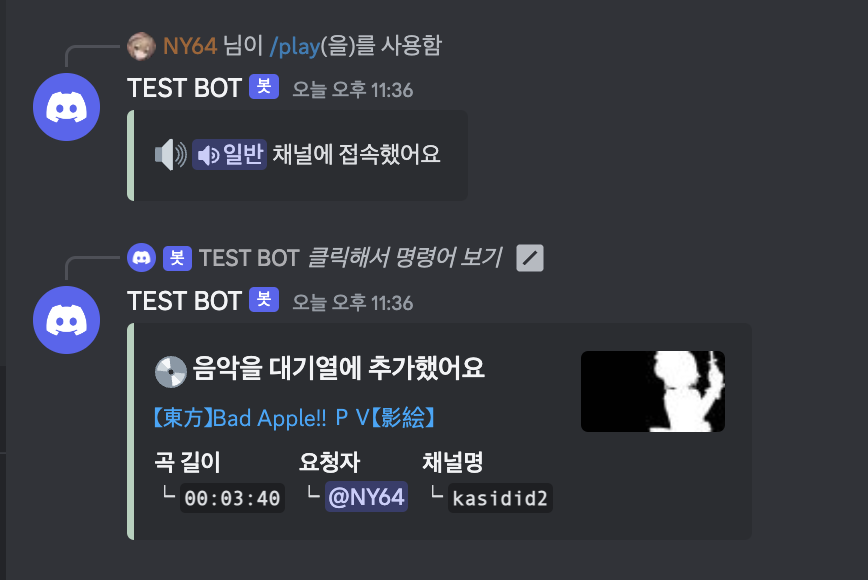 NY64 님이 /play(을)를 사용함
TEST BOT 봇 오늘 오후 11:36
일반 채널에 접속했어요
봇 TEST BOT 클릭해서 명령어 보기
TEST BOT 봇 오늘 오후 11:36
음악을 대기열에 추가했어요
【東方】Bad Apple!! ＰＶ【影絵】
곡 길이 요청자 채널명
└ 00:03:40 └ @NY64 └ kasidid2